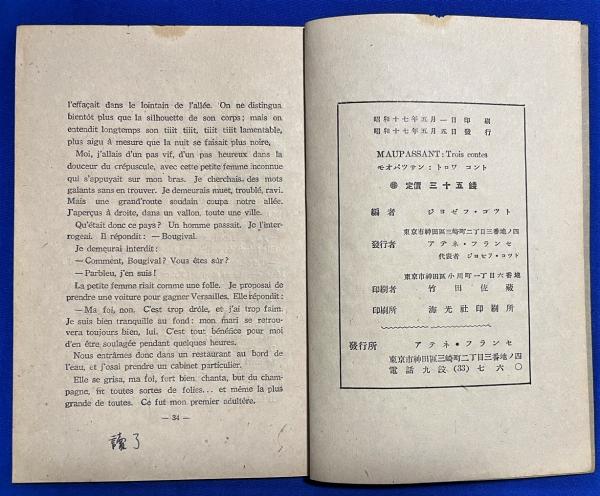 l'effaçait dans le lointain de l'allée. On ne distingua
bientôt plus que la silhouette de son corps; mais on
entendit longtemps son tiiit tiiit, tiiit tiiit lamentable,
plus aigu à mesure que la nuit se faisait plus noire,
Moi, j'allais d'un pas vif, d'un pas heureux dans la
douceur du crépuscule, avec cette petite femme inconnue
qui s'appuyait sur mon bras. Je cherchais des mots
galants sans en trouver. Je demeurais muet, troublé, ravi.
Mais une grand'route soudain coupa notre allée.
J'aperçus à droite, dans un vallon, toute une ville.
Qu'était donc ce pays? Un homme passait. Je l'inter-
rogeai. Il répondit: —Bougival.
Je demeurai interdit:
—Comment, Bougival? Vous êtes sûr?
—Parbleu, j'en suis!
La petite femme riait comme une folle. Je proposai de
prendre une voiture pour gagner Versailles. Elle répondit:
—Ma foi, non. C'est trop drôle, et j'ai trop faim.
Je suis bien tranquille au fond: mon mari se retrou-
vera toujours bien, lui. C'est tout bénéfice pour moi
d'en être soulagée pendant quelques heures.
Nous entrâmes donc dans un restaurant au bord de
l'eau, et j'osai prendre un cabinet particulier.
Elle se grisa, ma foi, fort bien, chanta, but du cham-
pagne, fit toutes sortes de folies... et même la plus
grande de toutes. Ce fut mon premier adultère.
— 34 —
讀了
昭和十七年五月一日印刷
昭和十七年五月五日發行
MAUPASSANT: Trois contes
モオパツサン：トロワ コント
定價 三十五錢
編者 ジヨゼフ・コツト
東京市神田區三崎町二丁目三番地ノ四
發行者 アテネ・フランセ
代表者 ジヨゼフ・コツト
東京市神田區小川町一丁目六番地
印刷者 竹田佐藏
印刷所 海光社印刷所
發行所 アテネ・フランセ
東京市神田區三崎町二丁目三番地ノ四
電話九段(33)七六〇